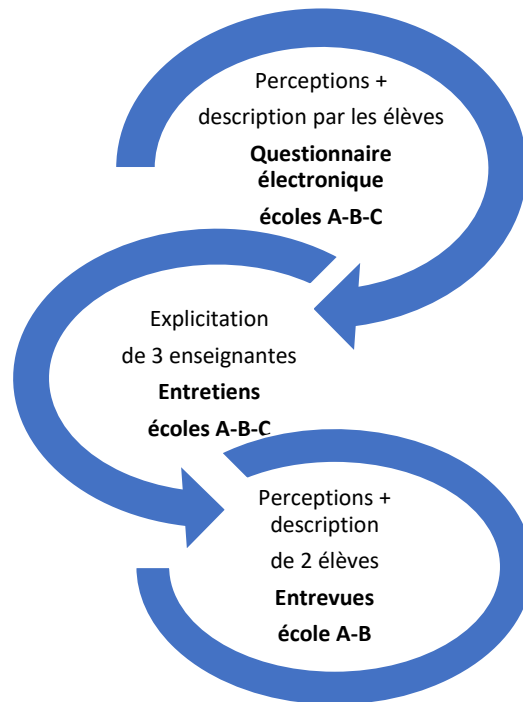 Perceptions +
description par les élèves
Questionnaire
électronique
écoles A-B-C
Explicitation
de 3 enseignantes
Entretiens
écoles A-B-C
Perceptions +
description
de 2 élèves
Entrevues
école A-B